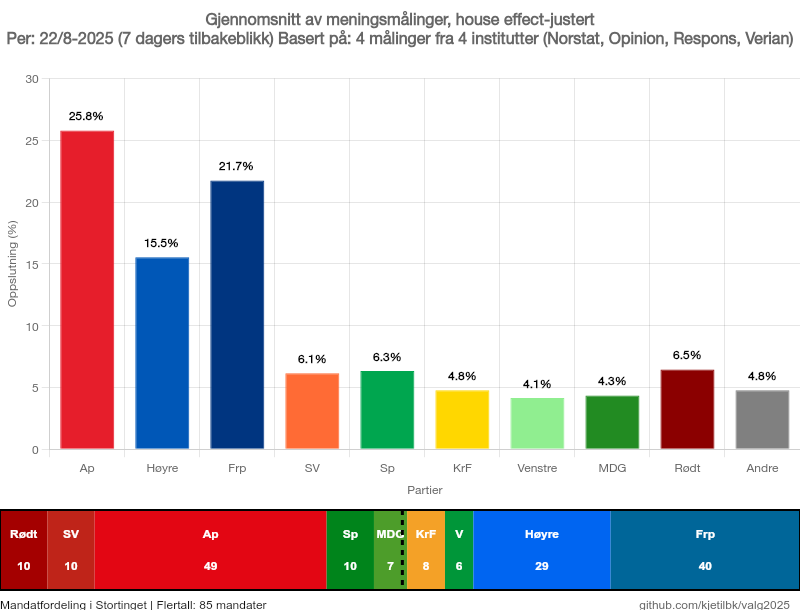 Gjennomsnitt av meningsmålinger, house effect-justert
Per: 22/8-2025 (7 dagers tilbakeblikk) Basert på: 4 målinger fra 4 institutter (Norstat, Opinion, Respons, Verian)
Oppslutning (%)
30
25
20
15
10
5
0
25.8%
15.5%
21.7%
6.1%
6.3%
4.8%
4.1%
4.3%
6.5%
4.8%
Ap Høyre Frp SV Sp KrF Venstre MDG Rødt Andre
Partier
Rødt SV Ap Sp MDG KrF V Høyre Frp
10 10 49 10 7 8 6 29 40
Mandatfordeling i Stortinget | Flertall: 85 mandater
github.com/kjetilbk/valg2025